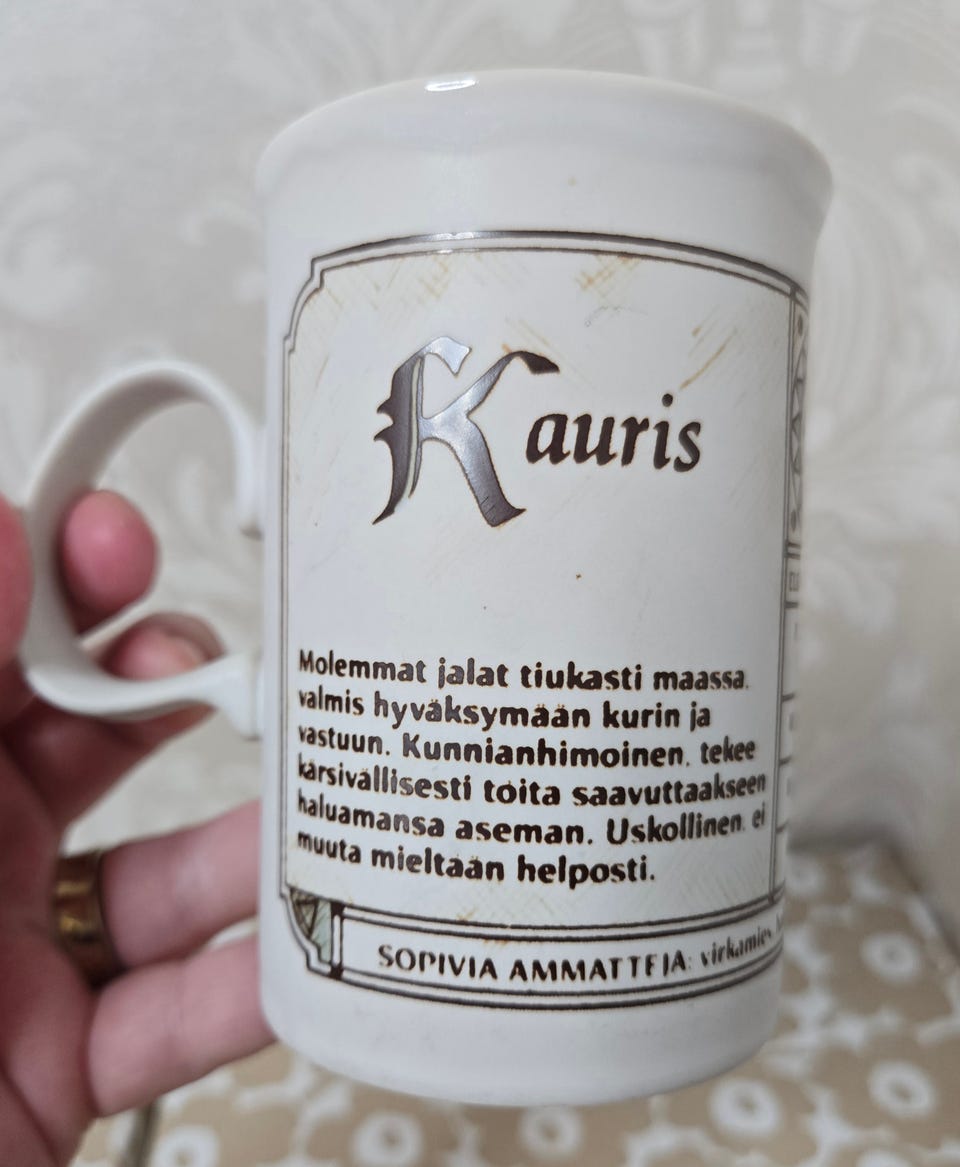 Kauris
Molemmat jalat tiukasti maassa,
valmis hyväksymään kurin ja
vastuun. Kunnianhimoinen, tekee
kärsivällisesti töitä saavuttaakseen
haluamansa aseman. Uskollinen, ei
muuta mieltään helposti.
SOPIVIA AMMATTEJA: virkamies,